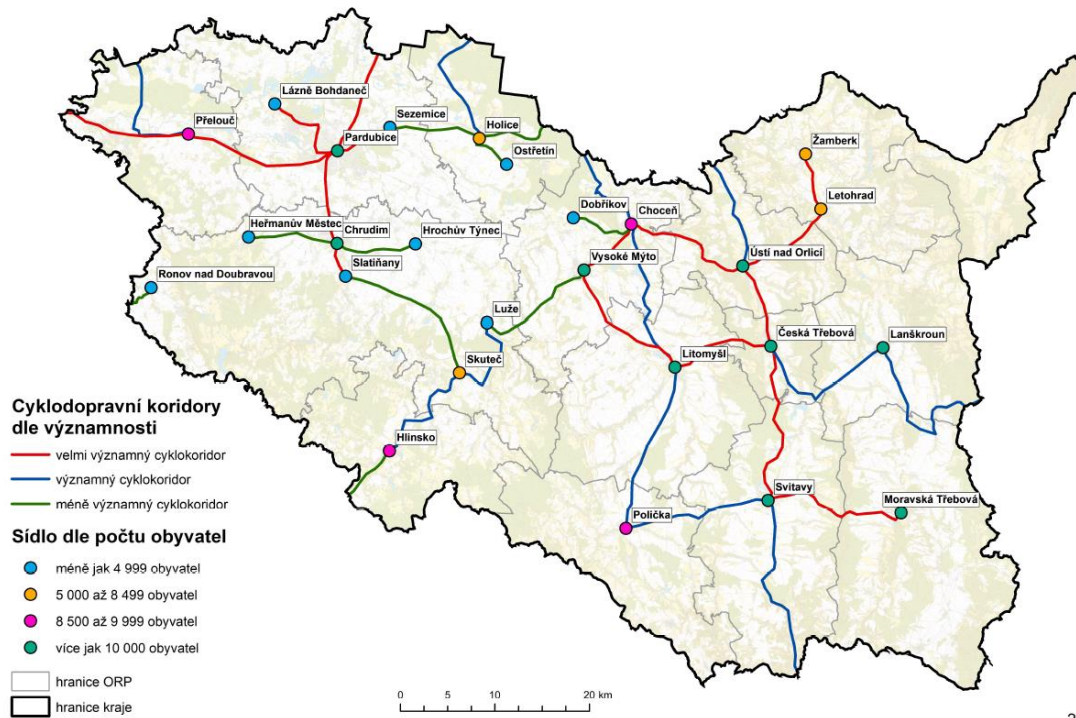 Lázně Bohdaneč
Sezemice
Přelouč
Holice
Pardubice
Žamberk
Ostřetín
Letohrad
Dobříkov
Choceň
Heřmanův Městec
Chrudim
Hrochův Týnec
Ústí nad Orlicí
Vysoké Mýto
Slatiňany
Ronov nad Doubravou
Luže
Česká Třebová
Lanškroun
Litomyšl
Skuteč
Cyklodopravní koridory
dle významnosti
velmi významný cyklokoridor
významný cyklokoridor
méně významný cyklokoridor
Hlinsko
Svitavy
Moravská Třebová
Polička
Sídlo dle počtu obyvatel
méně jak 4 999 obyvatel
5 000 až 8 499 obyvatel
8 500 až 9 999 obyvatel
více jak 10 000 obyvatel
hranice ORP
hranice kraje
0 5 10 20 km